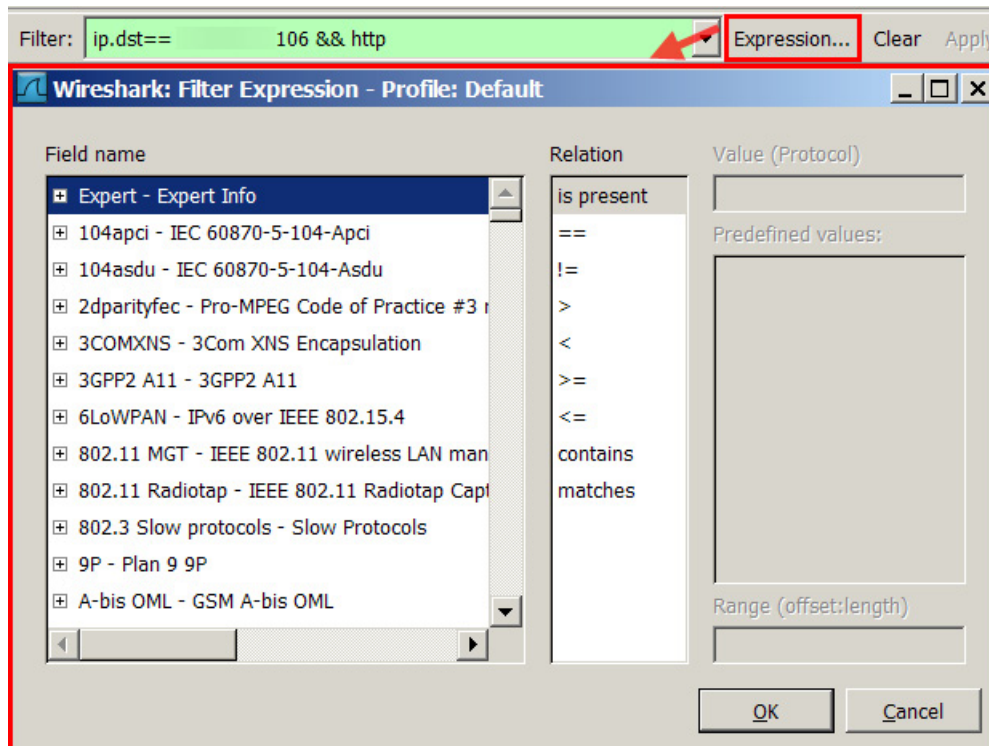 Filter: ip.dst== 106 && http Expression... Clear Apply
Wireshark: Filter Expression - Profile: Default
Field name Relation Value (Protocol)
Expert - Expert Info is present
104apci - IEC 60870-5-104-Apci == Predefined values:
104asdu - IEC 60870-5-104-Asdu !=
2dparityfec - Pro-MPEG Code of Practice #3 r >
3COMXNS - 3Com XNS Encapsulation <
3GPP2 A11 - 3GPP2 A11 >=
6LoWPAN - IPv6 over IEEE 802.15.4 <=
802.11 MGT - IEEE 802.11 wireless LAN man contains
802.11 Radiotap - IEEE 802.11 Radiotap Capt matches
802.3 Slow protocols - Slow Protocols
9P - Plan 9 9P
A-bis OML - GSM A-bis OML Range (offset:length)
OK Cancel